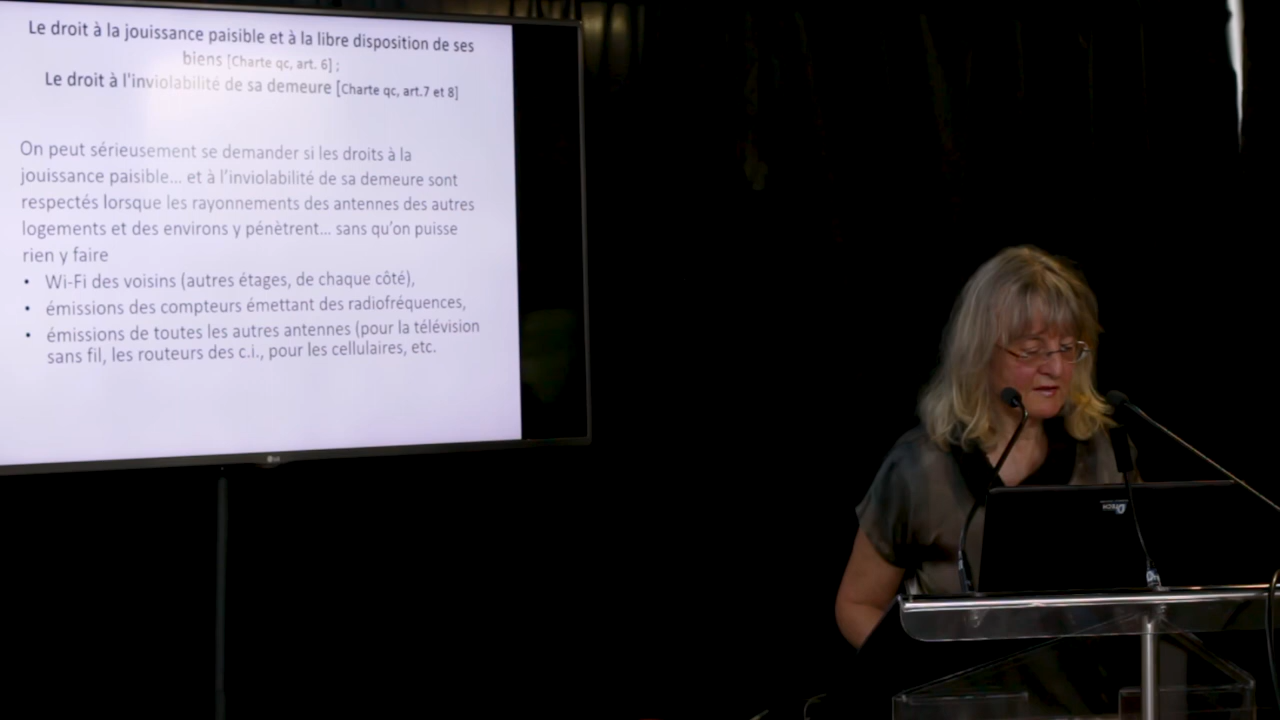 Le droit à la jouissance paisible et à la libre disposition de ses
biens [Charte qc, art. 6] ;
Le droit à l'inviolabilité de sa demeure [Charte qc, art.7 et 8]
On peut sérieusement se demander si les droits à la
jouissance paisible... et à l'inviolabilité de sa demeure sont
respectés lorsque les rayonnements des antennes des autres
logements et des environs y pénètrent... sans qu'on puisse
rien y faire
• Wi-Fi des voisins (autres étages, de chaque côté),
• émissions des compteurs émettant des radiofréquences,
• émissions de toutes les autres antennes (pour la télévision
sans fil, les routeurs des c.i., pour les cellulaires, etc.
LG